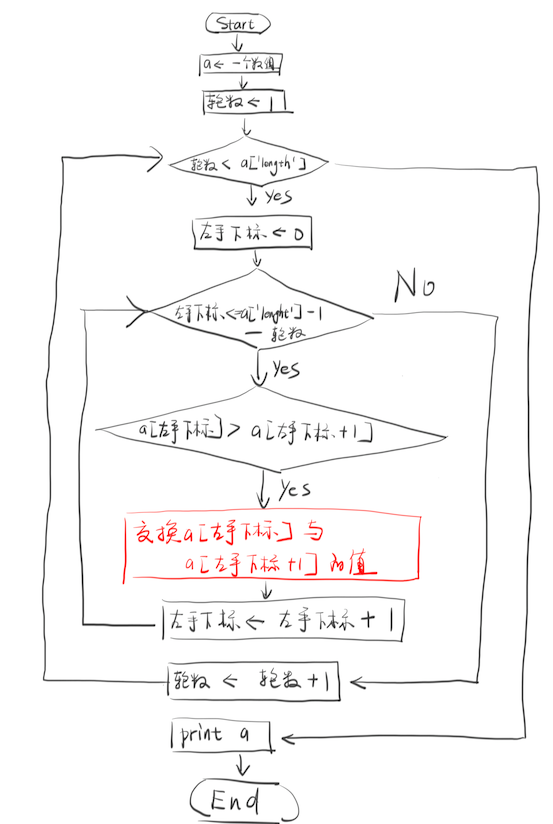 Start
a ← 一个数组
轮数 ← 1
轮数 < a['length']
Yes
左手下标 ← 0
No
左手下标 <= a['lenght'] - 1
- 轮数
Yes
a[左手下标] > a[左手下标+1]
Yes
交换a[左手下标] 与
a[左手下标+1] 的值
左手下标 ← 左手下标 + 1
轮数 ← 轮数+1
print a
End